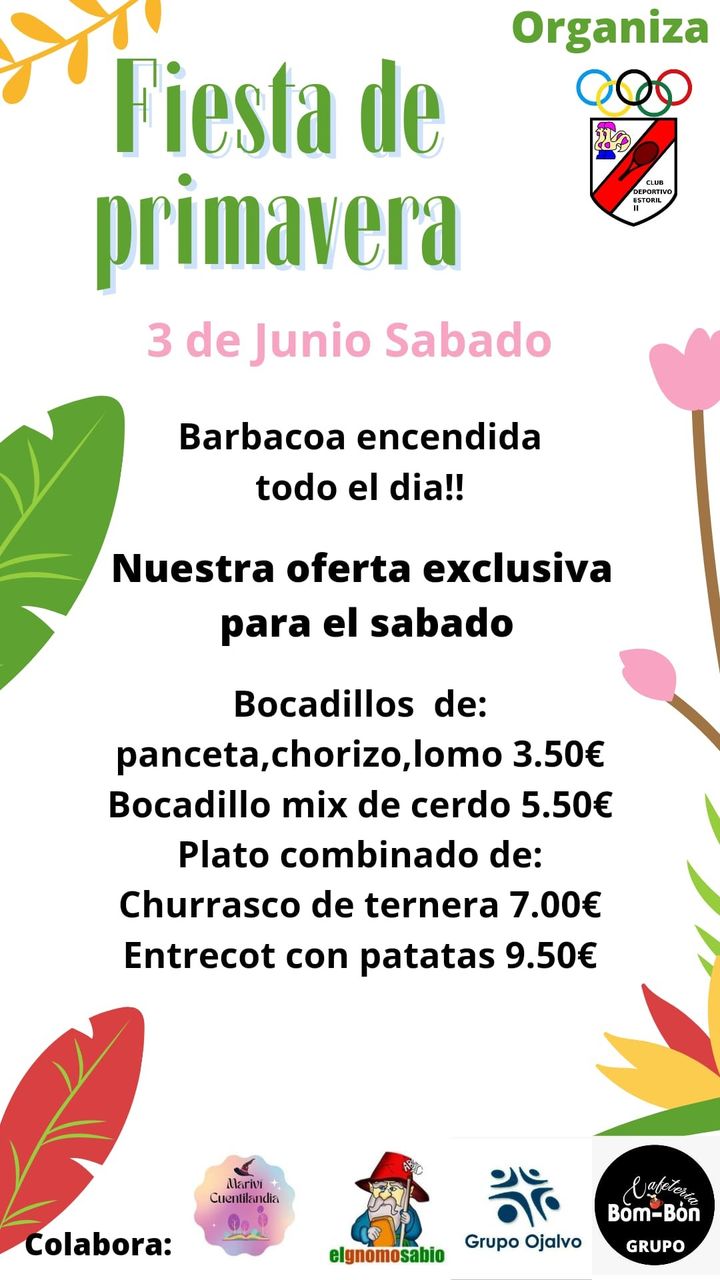 Organiza
Fiesta de
primavera
CLUB
DEPORTIVO
ESTORIL
II
3 de Junio Sabado
Barbacoa encendida
todo el dia!!
Nuestra oferta exclusiva
para el sabado
Bocadillos de:
panceta,chorizo,lomo 3.50€
Bocadillo mix de cerdo 5.50€
Plato combinado de:
Churrasco de ternera 7.00€
Entrecot con patatas 9.50€
Colabora:
Mariví
Cuentilandia
elgnomosabio
Grupo Ojalvo
Cafetería
Bom-Bón
GRUPO